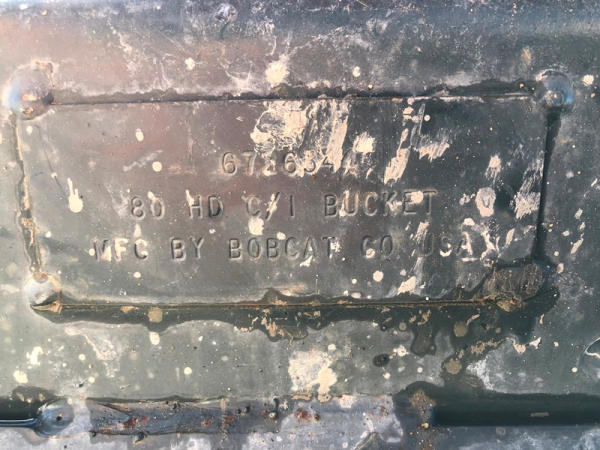 80 HD C/I BUCKET
MFG BY BOBCAT CO USA